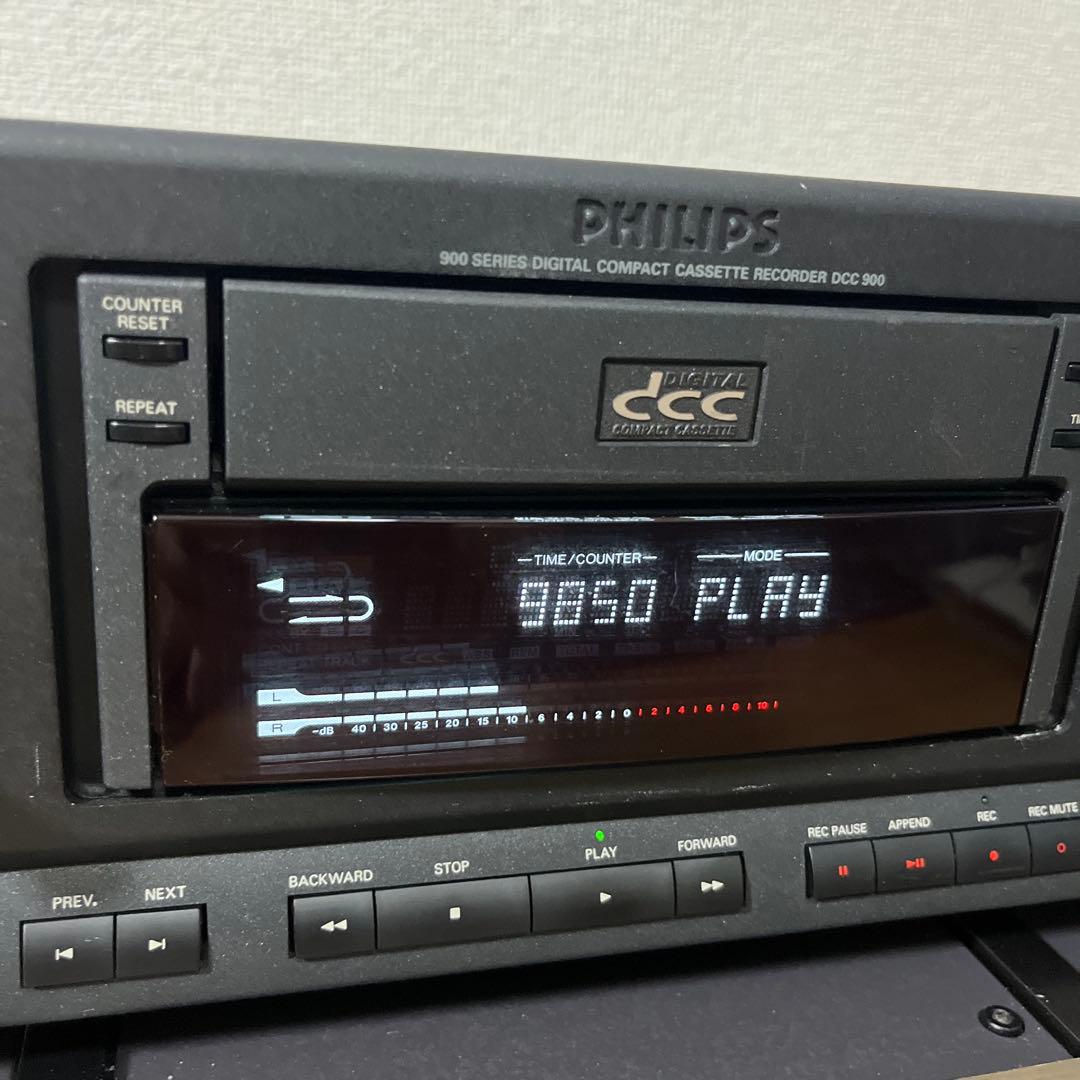 PHILIPS
900 SERIES DIGITAL COMPACT CASSETTE RECORDER DCC 900
COUNTER
RESET
REPEAT
DIGITAL
dcc
COMPACT CASSETTE
TIME/COUNTER
MODE
9850
PLAY
L
R -dB 40 30 25 20 15 10 6 4 2 0 2 4 6 8 10
PREV.
NEXT
BACKWARD
STOP
PLAY
FORWARD
REC PAUSE
APPEND
REC
REC MUTE